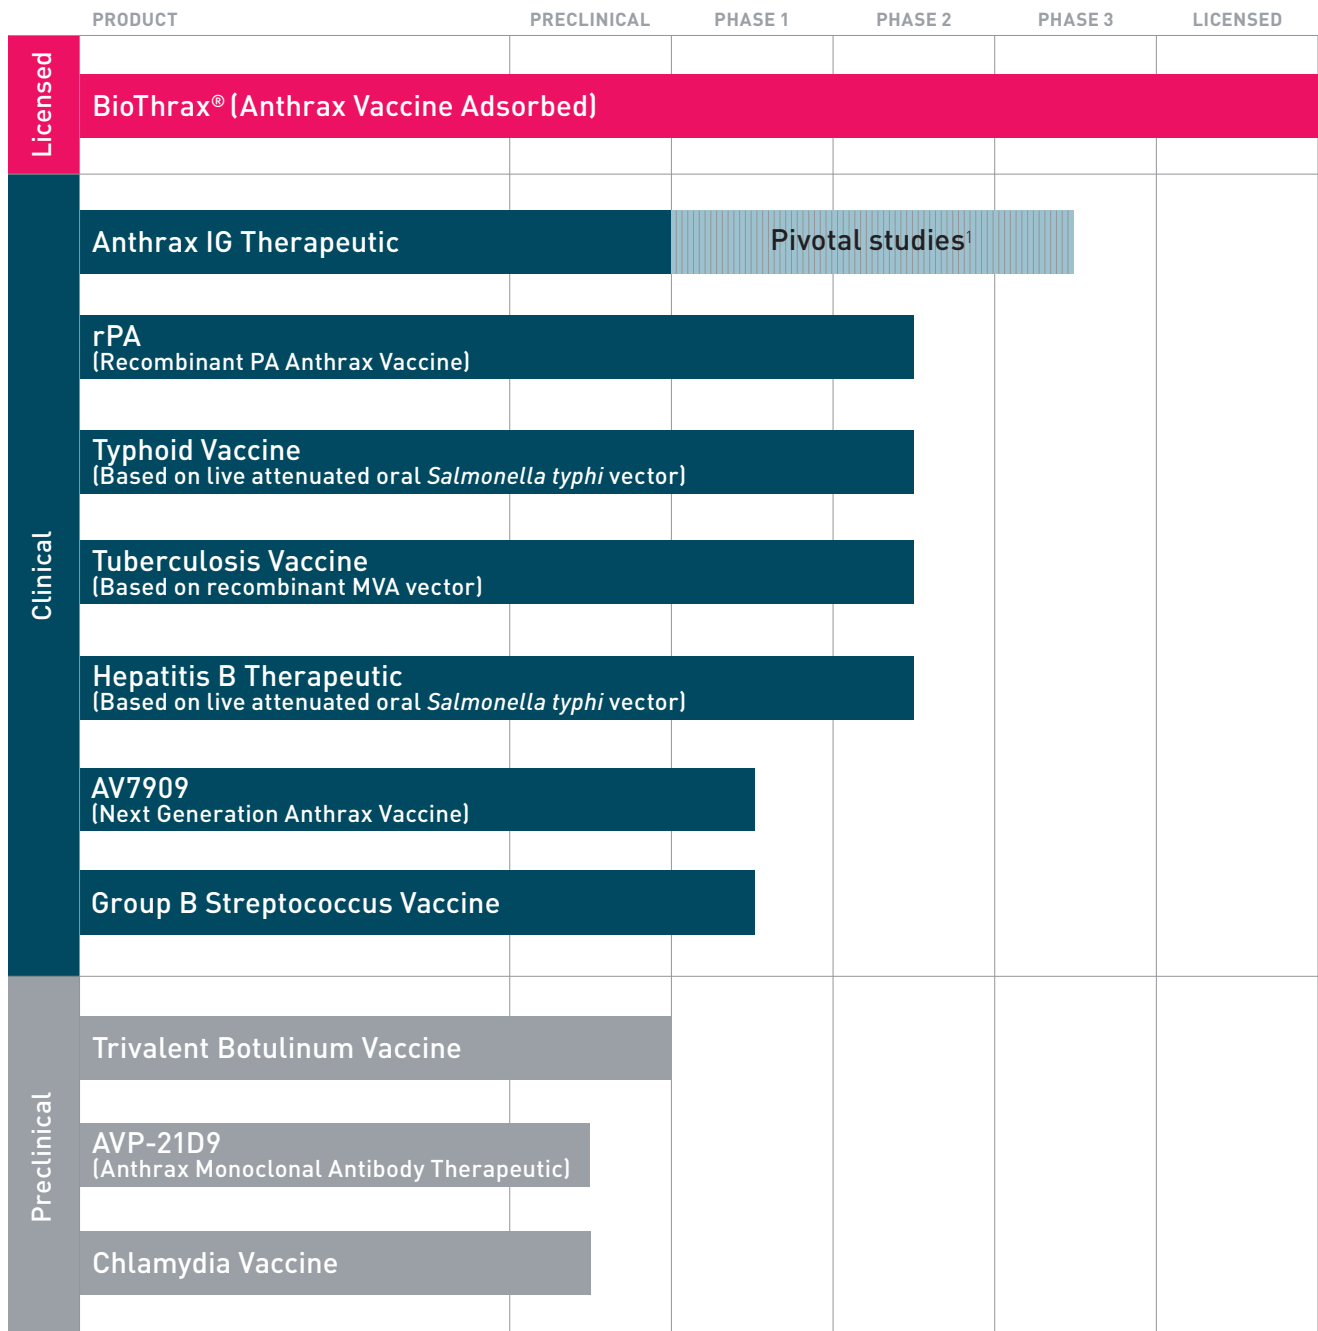 PRODUCT PRECLINICAL PHASE 1 PHASE 2 PHASE 3 LICENSED
Licensed
BioThrax® (Anthrax Vaccine Adsorbed)
Clinical
Anthrax IG Therapeutic
Pivotal studies¹
rPA
(Recombinant PA Anthrax Vaccine)
Typhoid Vaccine
(Based on live attenuated oral Salmonella typhi vector)
Tuberculosis Vaccine
(Based on recombinant MVA vector)
Hepatitis B Therapeutic
(Based on live attenuated oral Salmonella typhi vector)
AV7909
(Next Generation Anthrax Vaccine)
Group B Streptococcus Vaccine
Preclinical
Trivalent Botulinum Vaccine
AVP-21D9
(Anthrax Monoclonal Antibody Therapeutic)
Chlamydia Vaccine